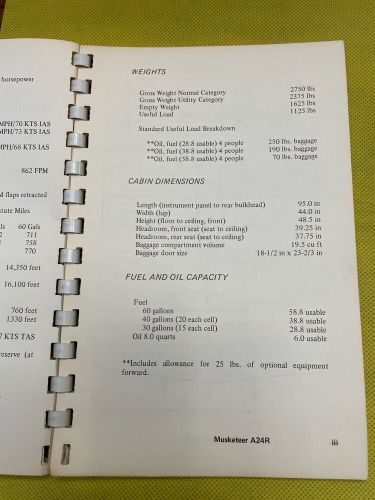 horsepower
MPH/70 KTS IAS
MPH/73 KTS IAS
MPH/68 KTS IAS
862 FPM
flaps retracted
Miles
60 Gals
711
758
770
14,350 feet
16,100 feet
760 feet
1330 feet
KTS TAS
reserve (at
WEIGHTS
Gross Weight Normal Category 2750 lbs
Gross Weight Utility Category 2375 lbs
Empty Weight 1625 lbs
Useful Load 1125 lbs
Standard Useful Load Breakdown
**Oil, fuel (28.8 usable) 4 people 250 lbs. baggage
**Oil, fuel (38.8 usable) 4 people 190 lbs. baggage
**Oil, fuel (58.8 usable) 4 people 70 lbs. baggage
CABIN DIMENSIONS
Length (instrument panel to rear bulkhead) 95.0 in
Width (hip) 44.0 in
Height (floor to ceiling, front) 48.5 in
Headroom, front seat (seat to ceiling) 39.25 in
Headroom, rear seat (seat to ceiling) 37.75 in
Baggage compartment volume 19.5 cu ft
Baggage door size 18-1/2 in x 23-2/3 in
FUEL AND OIL CAPACITY
Fuel
60 gallons 58.8 usable
40 gallons (20 each cell) 38.8 usable
30 gallons (15 each cell) 28.8 usable
Oil 8.0 quarts 6.0 usable
**Includes allowance for 25 lbs. of optional equipment
forward.
Musketeer A24R iii